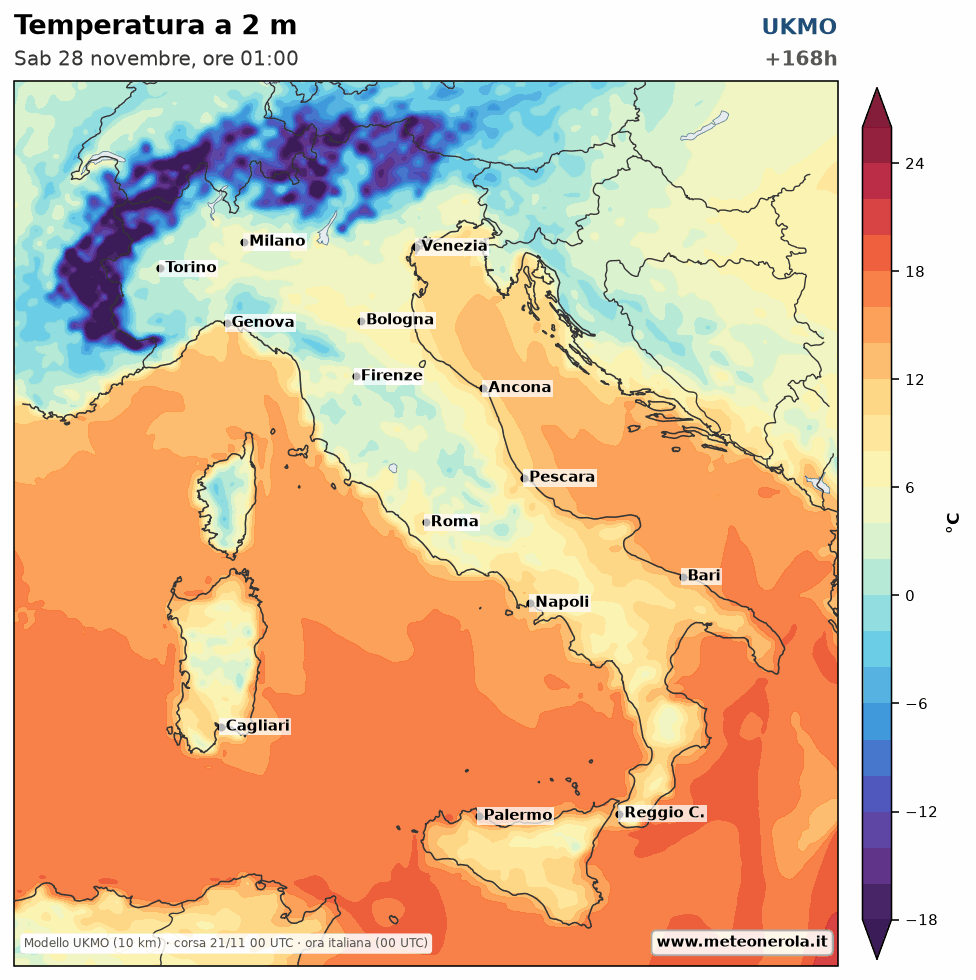 Temperatura a 2 m
UKMO
Sab 28 novembre, ore 01:00
+168h
Milano
Venezia
Torino
Genova
Bologna
Firenze
Ancona
Pescara
Roma
Bari
Napoli
Cagliari
Palermo
Reggio C.
24
18
12
6
0
−6
−12
−18
°C
Modello UKMO (10 km) · corsa 21/11 00 UTC · ora italiana (00 UTC)
www.meteonerola.it